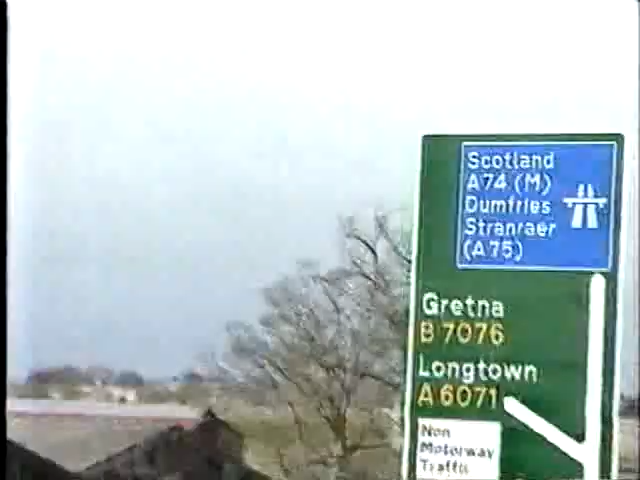 Scotland
A74 (M)
Dumfries
Stranraer
(A75)
Gretna
B 7076
Longtown
A 6071
Non
Motorway
Traffic